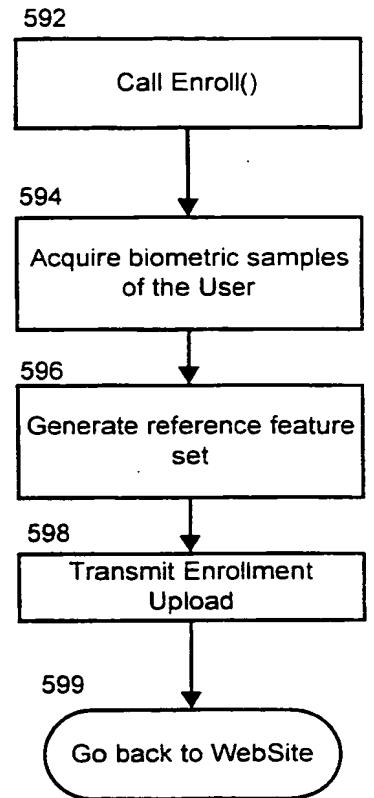 592
Call Enroll()
594
Acquire biometric samples
of the User
596
Generate reference feature
set
598
Transmit Enrollment
Upload
599
Go back to WebSite